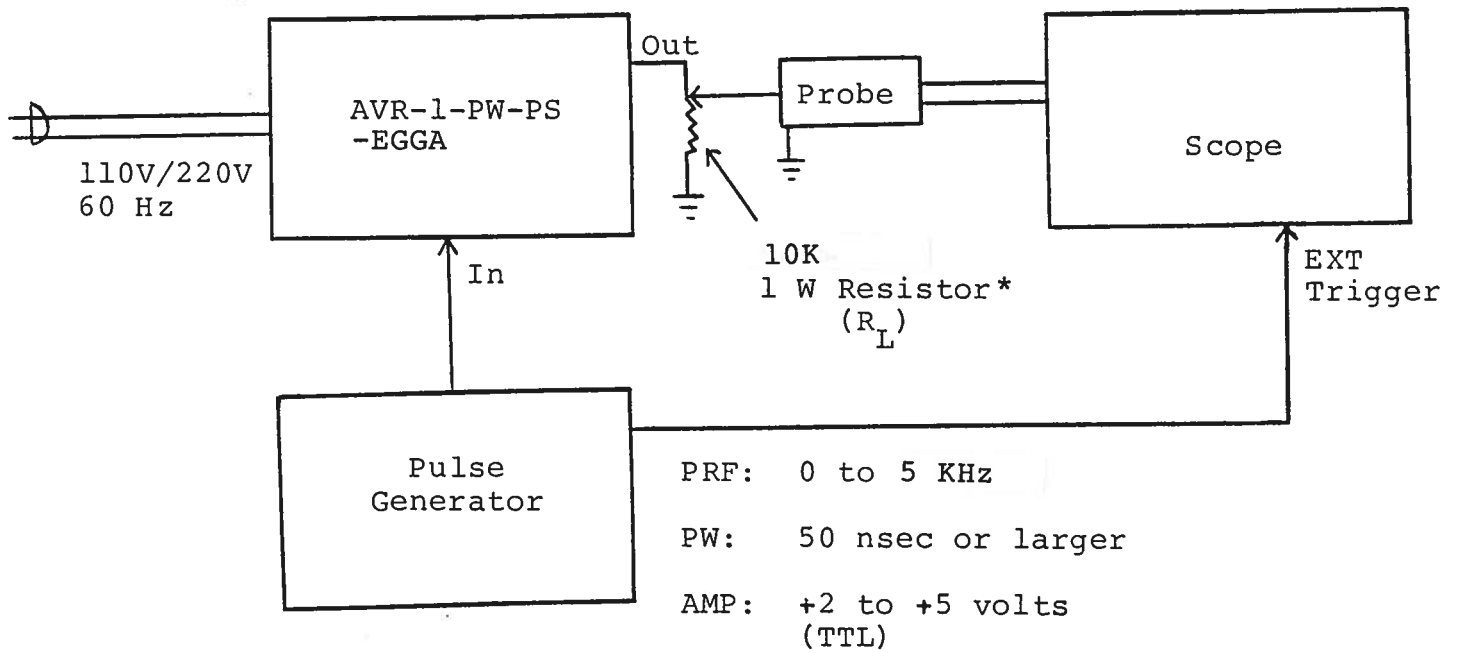 Out
AVR-1-PW-PS
-EGGA
Probe
Scope
110V/220V
60 Hz
In
10K
1 W Resistor*
(R_L)
EXT
Trigger
Pulse
Generator
PRF: 0 to 5 KHz
PW: 50 nsec or larger
AMP: +2 to +5 volts
(TTL)